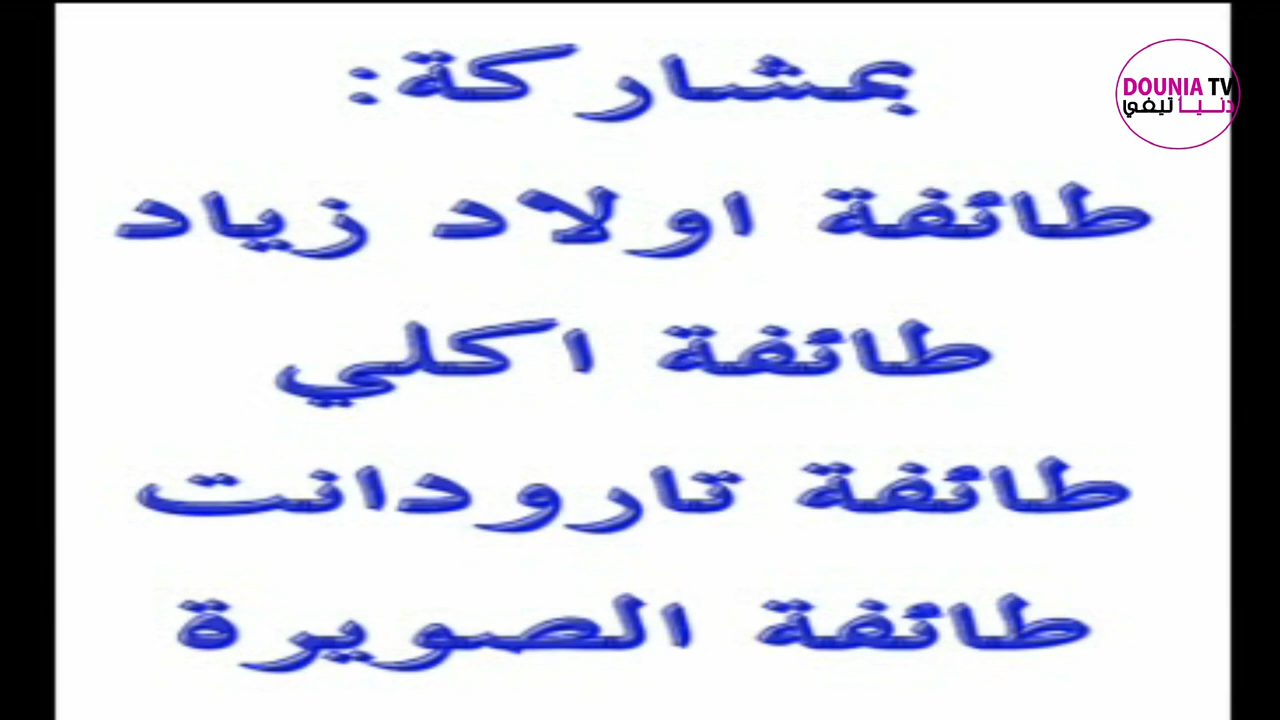 بمشاركة:
DOUNIA TV
دنيا تيفي
طائفة اولاد زياد
طائفة اكلي
طائفة تارودانت
طائفة الصويرة